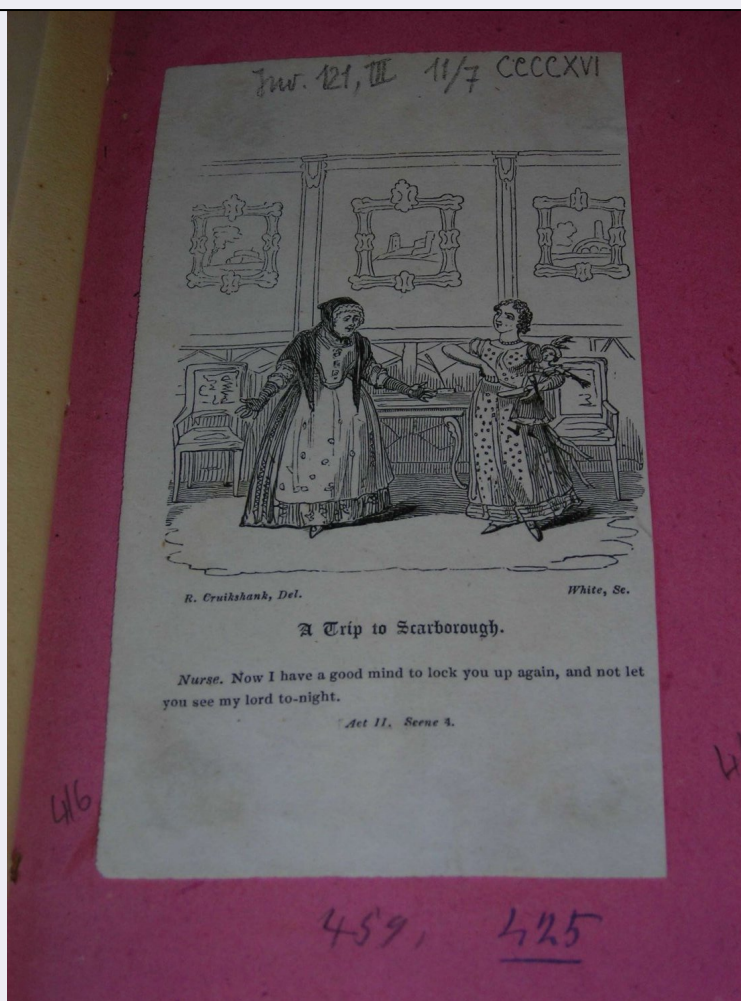 Inv. 121, III 11/7 CCCCXVI
R. Cruikshank, Del. White, Sc.
A Trip to Scarborough.
Nurse. Now I have a good mind to lock you up again, and not let
you see my lord to-night.
Act II. Scene 4.
416
459, 425